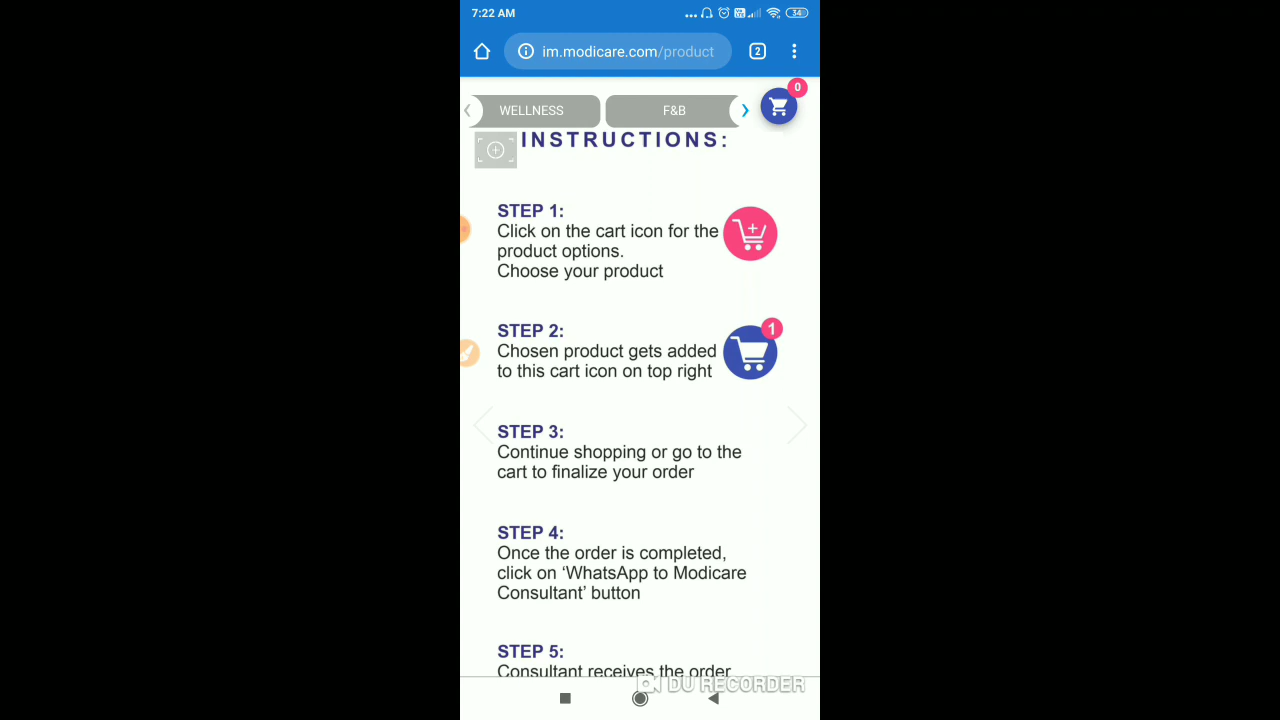 7:22 AM
34
im.modicare.com/product
2
0
WELLNESS
F&B
INSTRUCTIONS:
STEP 1:
Click on the cart icon for the
product options.
Choose your product
STEP 2:
1
Chosen product gets added
to this cart icon on top right
STEP 3:
Continue shopping or go to the
cart to finalize your order
STEP 4:
Once the order is completed,
click on ‘WhatsApp to Modicare
Consultant’ button
STEP 5:
Consultant receives the order
DU RECORDER